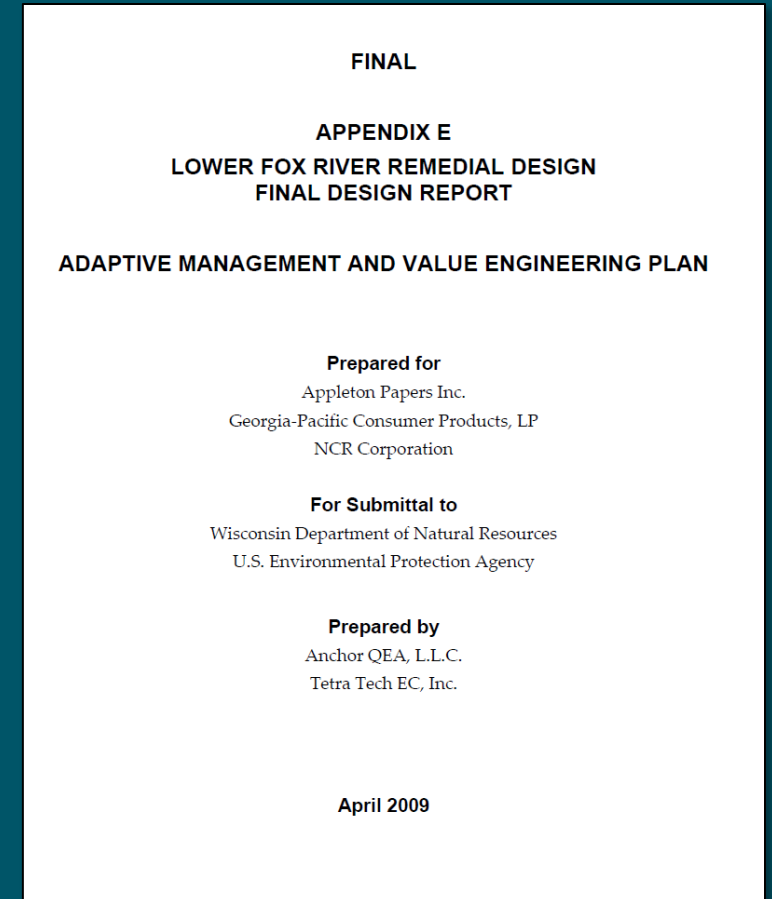 FINAL
APPENDIX E
LOWER FOX RIVER REMEDIAL DESIGN
FINAL DESIGN REPORT
ADAPTIVE MANAGEMENT AND VALUE ENGINEERING PLAN
Prepared for
Appleton Papers Inc.
Georgia-Pacific Consumer Products, LP
NCR Corporation
For Submittal to
Wisconsin Department of Natural Resources
U.S. Environmental Protection Agency
Prepared by
Anchor QEA, L.L.C.
Tetra Tech EC, Inc.
April 2009